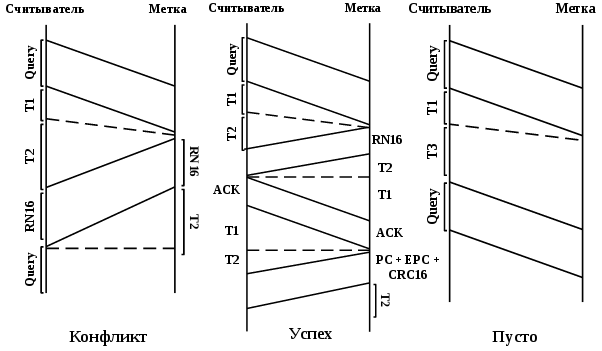 Считыватель Метка
Query
T1
T2
RN16
Query
RN16
T2
Конфликт
Считыватель Метка
Query
T1
T2
RN16
T2
ACK
T1
T1
ACK
T2
PC + EPC +
CRC16
T2
Успех
Считыватель Метка
Query
T1
T3
Query
Пусто